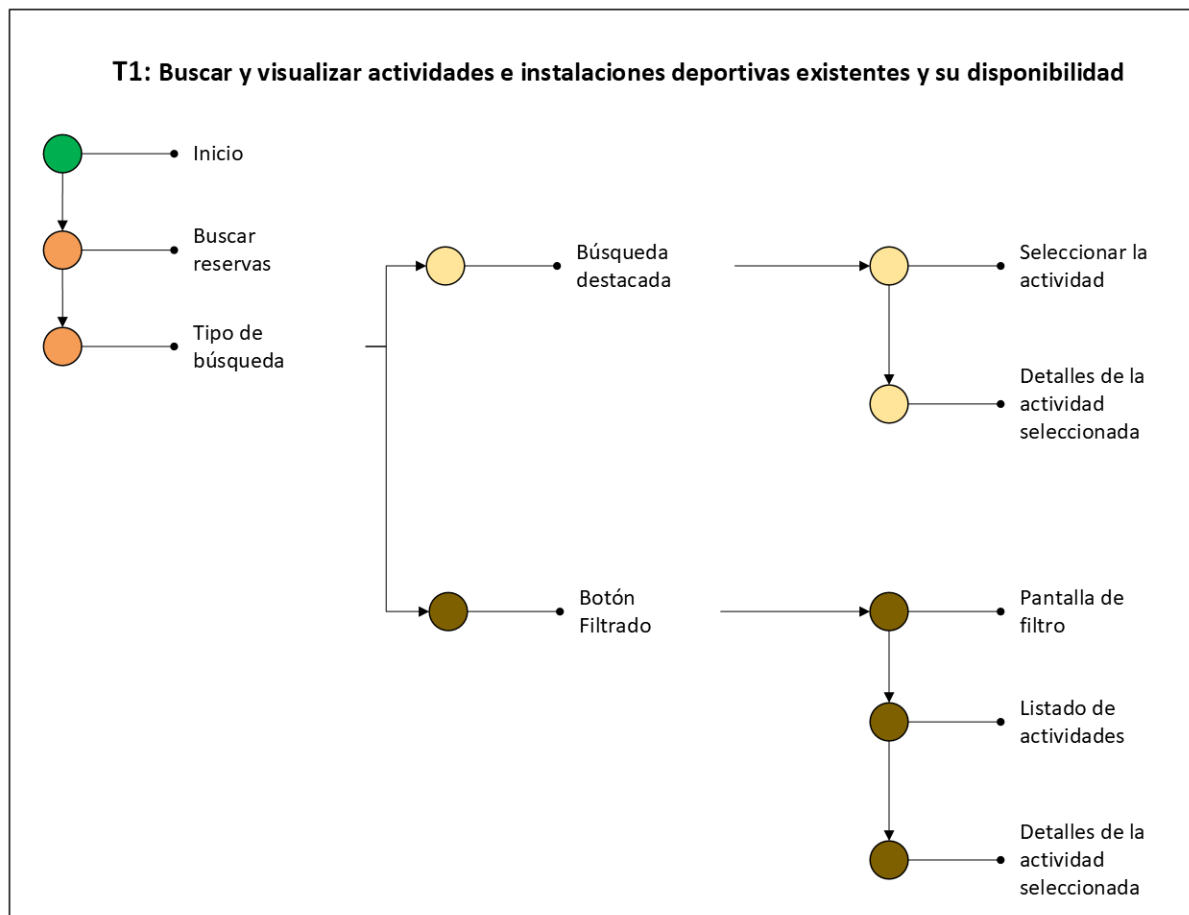 T1: Buscar y visualizar actividades e instalaciones deportivas existentes y su disponibilidad
Inicio
Buscar
reservas
Tipo de
búsqueda
Búsqueda
destacada
Seleccionar la
actividad
Detalles de la
actividad
seleccionada
Botón
Filtrado
Pantalla de
filtro
Listado de
actividades
Detalles de la
actividad
seleccionada